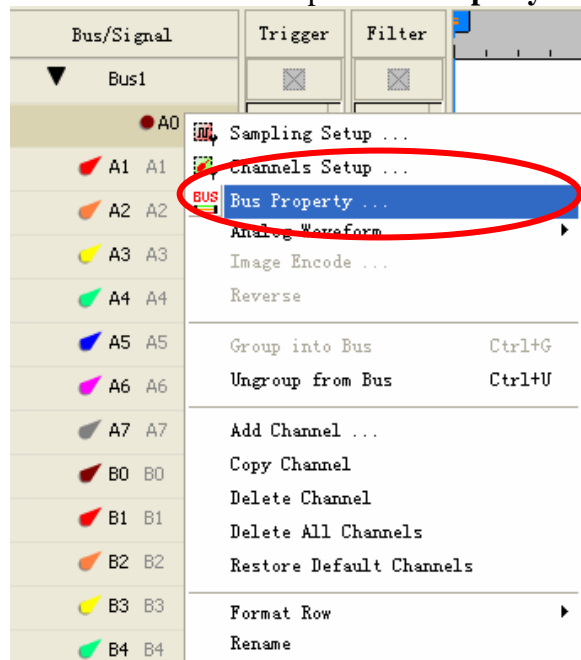 Bus/Signal Trigger Filter
Bus1
A0
Sampling Setup ...
A1 A1 Channels Setup ...
BUS Bus Property ...
A2 A2
Analog Waveform
A3 A3 Image Encode ...
A4 A4 Reverse
A5 A5 Group into Bus Ctrl+G
A6 A6 Ungroup from Bus Ctrl+U
A7 A7 Add Channel ...
B0 B0 Copy Channel
Delete Channel
B1 B1
Delete All Channels
B2 B2 Restore Default Channels
B3 B3 Format Row
B4 B4 Rename